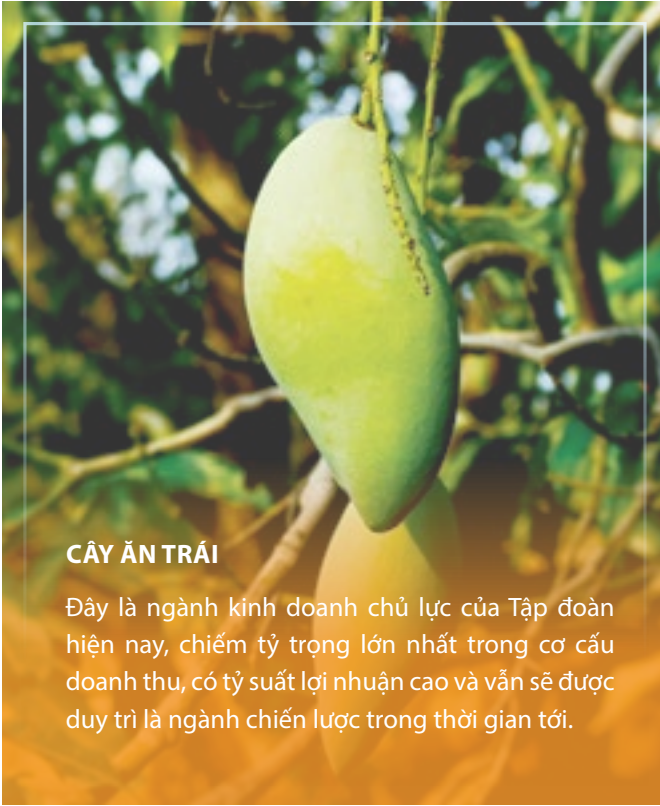 CÂY ĂN TRÁI
Đây là ngành kinh doanh chủ lực của Tập đoàn
hiện nay, chiếm tỷ trọng lớn nhất trong cơ cấu
doanh thu, có tỷ suất lợi nhuận cao và vẫn sẽ được
duy trì là ngành chiến lược trong thời gian tới.